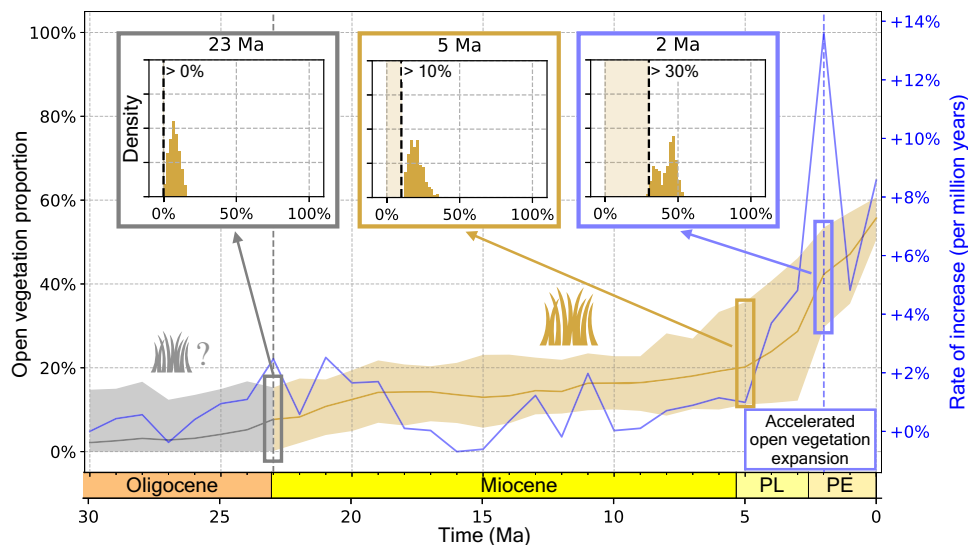 100%
80%
60%
40%
20%
0%
Open vegetation proportion
23 Ma
> 0%
Density
0%
50%
100%
5 Ma
> 10%
0%
50%
100%
2 Ma
> 30%
0%
50%
100%
?
Accelerated
open vegetation
expansion
+14%
+12%
+10%
+8%
+6%
+4%
+2%
+0%
Rate of increase (per million years)
Oligocene
Miocene
PL
PE
30
25
20
15
10
5
0
Time (Ma)